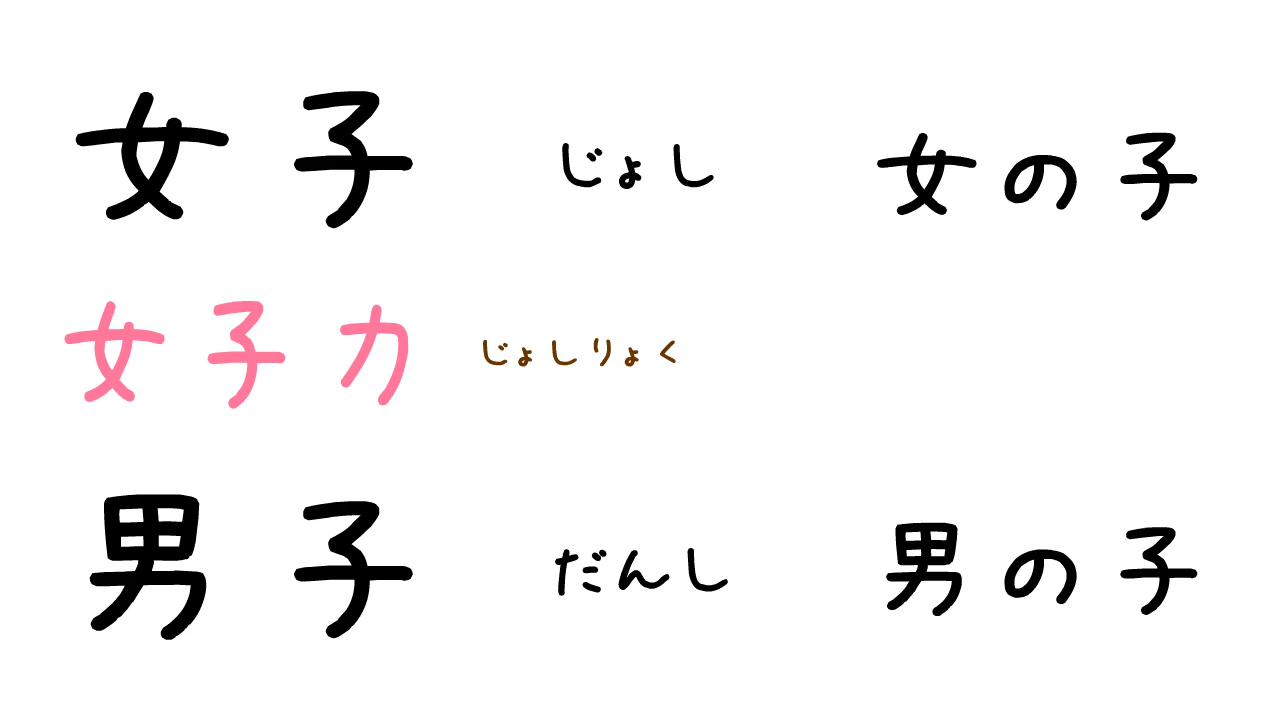 女子 じょし 女の子
女子力 じょしりょく
男子 だんし 男の子